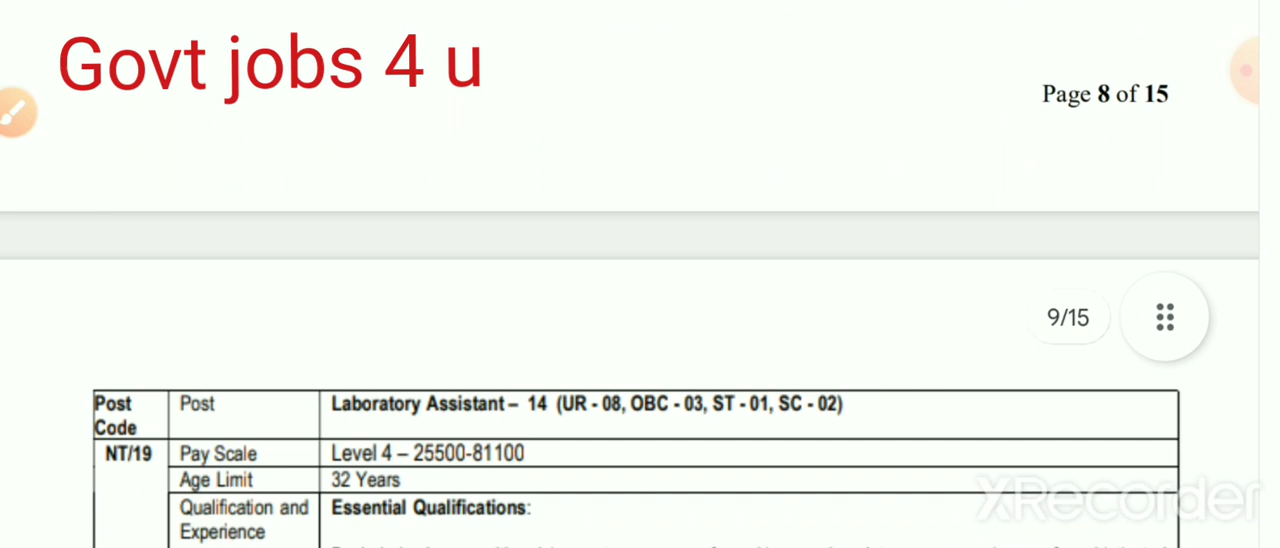 Govt jobs 4 u
Page 8 of 15
9/15
Post Code
Post
Laboratory Assistant – 14 (UR - 08, OBC - 03, ST - 01, SC - 02)
NT/19
Pay Scale
Level 4 – 25500-81100
Age Limit
32 Years
Qualification and
Experience
Essential Qualifications:
XRecorder